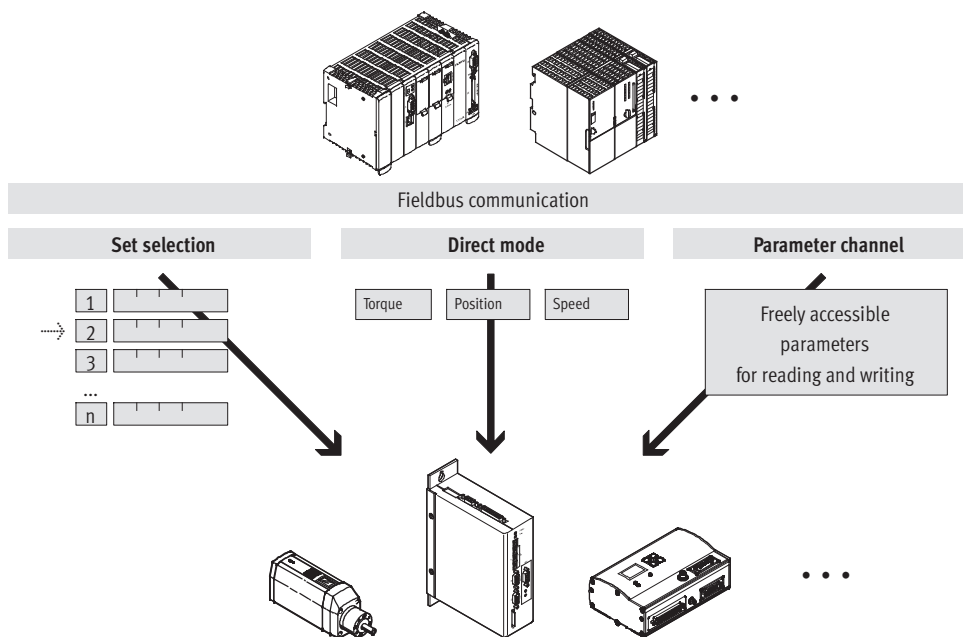 • • •
Fieldbus communication
Set selection
Direct mode
Parameter channel
1
2
3
...
n
Torque
Position
Speed
Freely accessible
parameters
for reading and writing
• • •